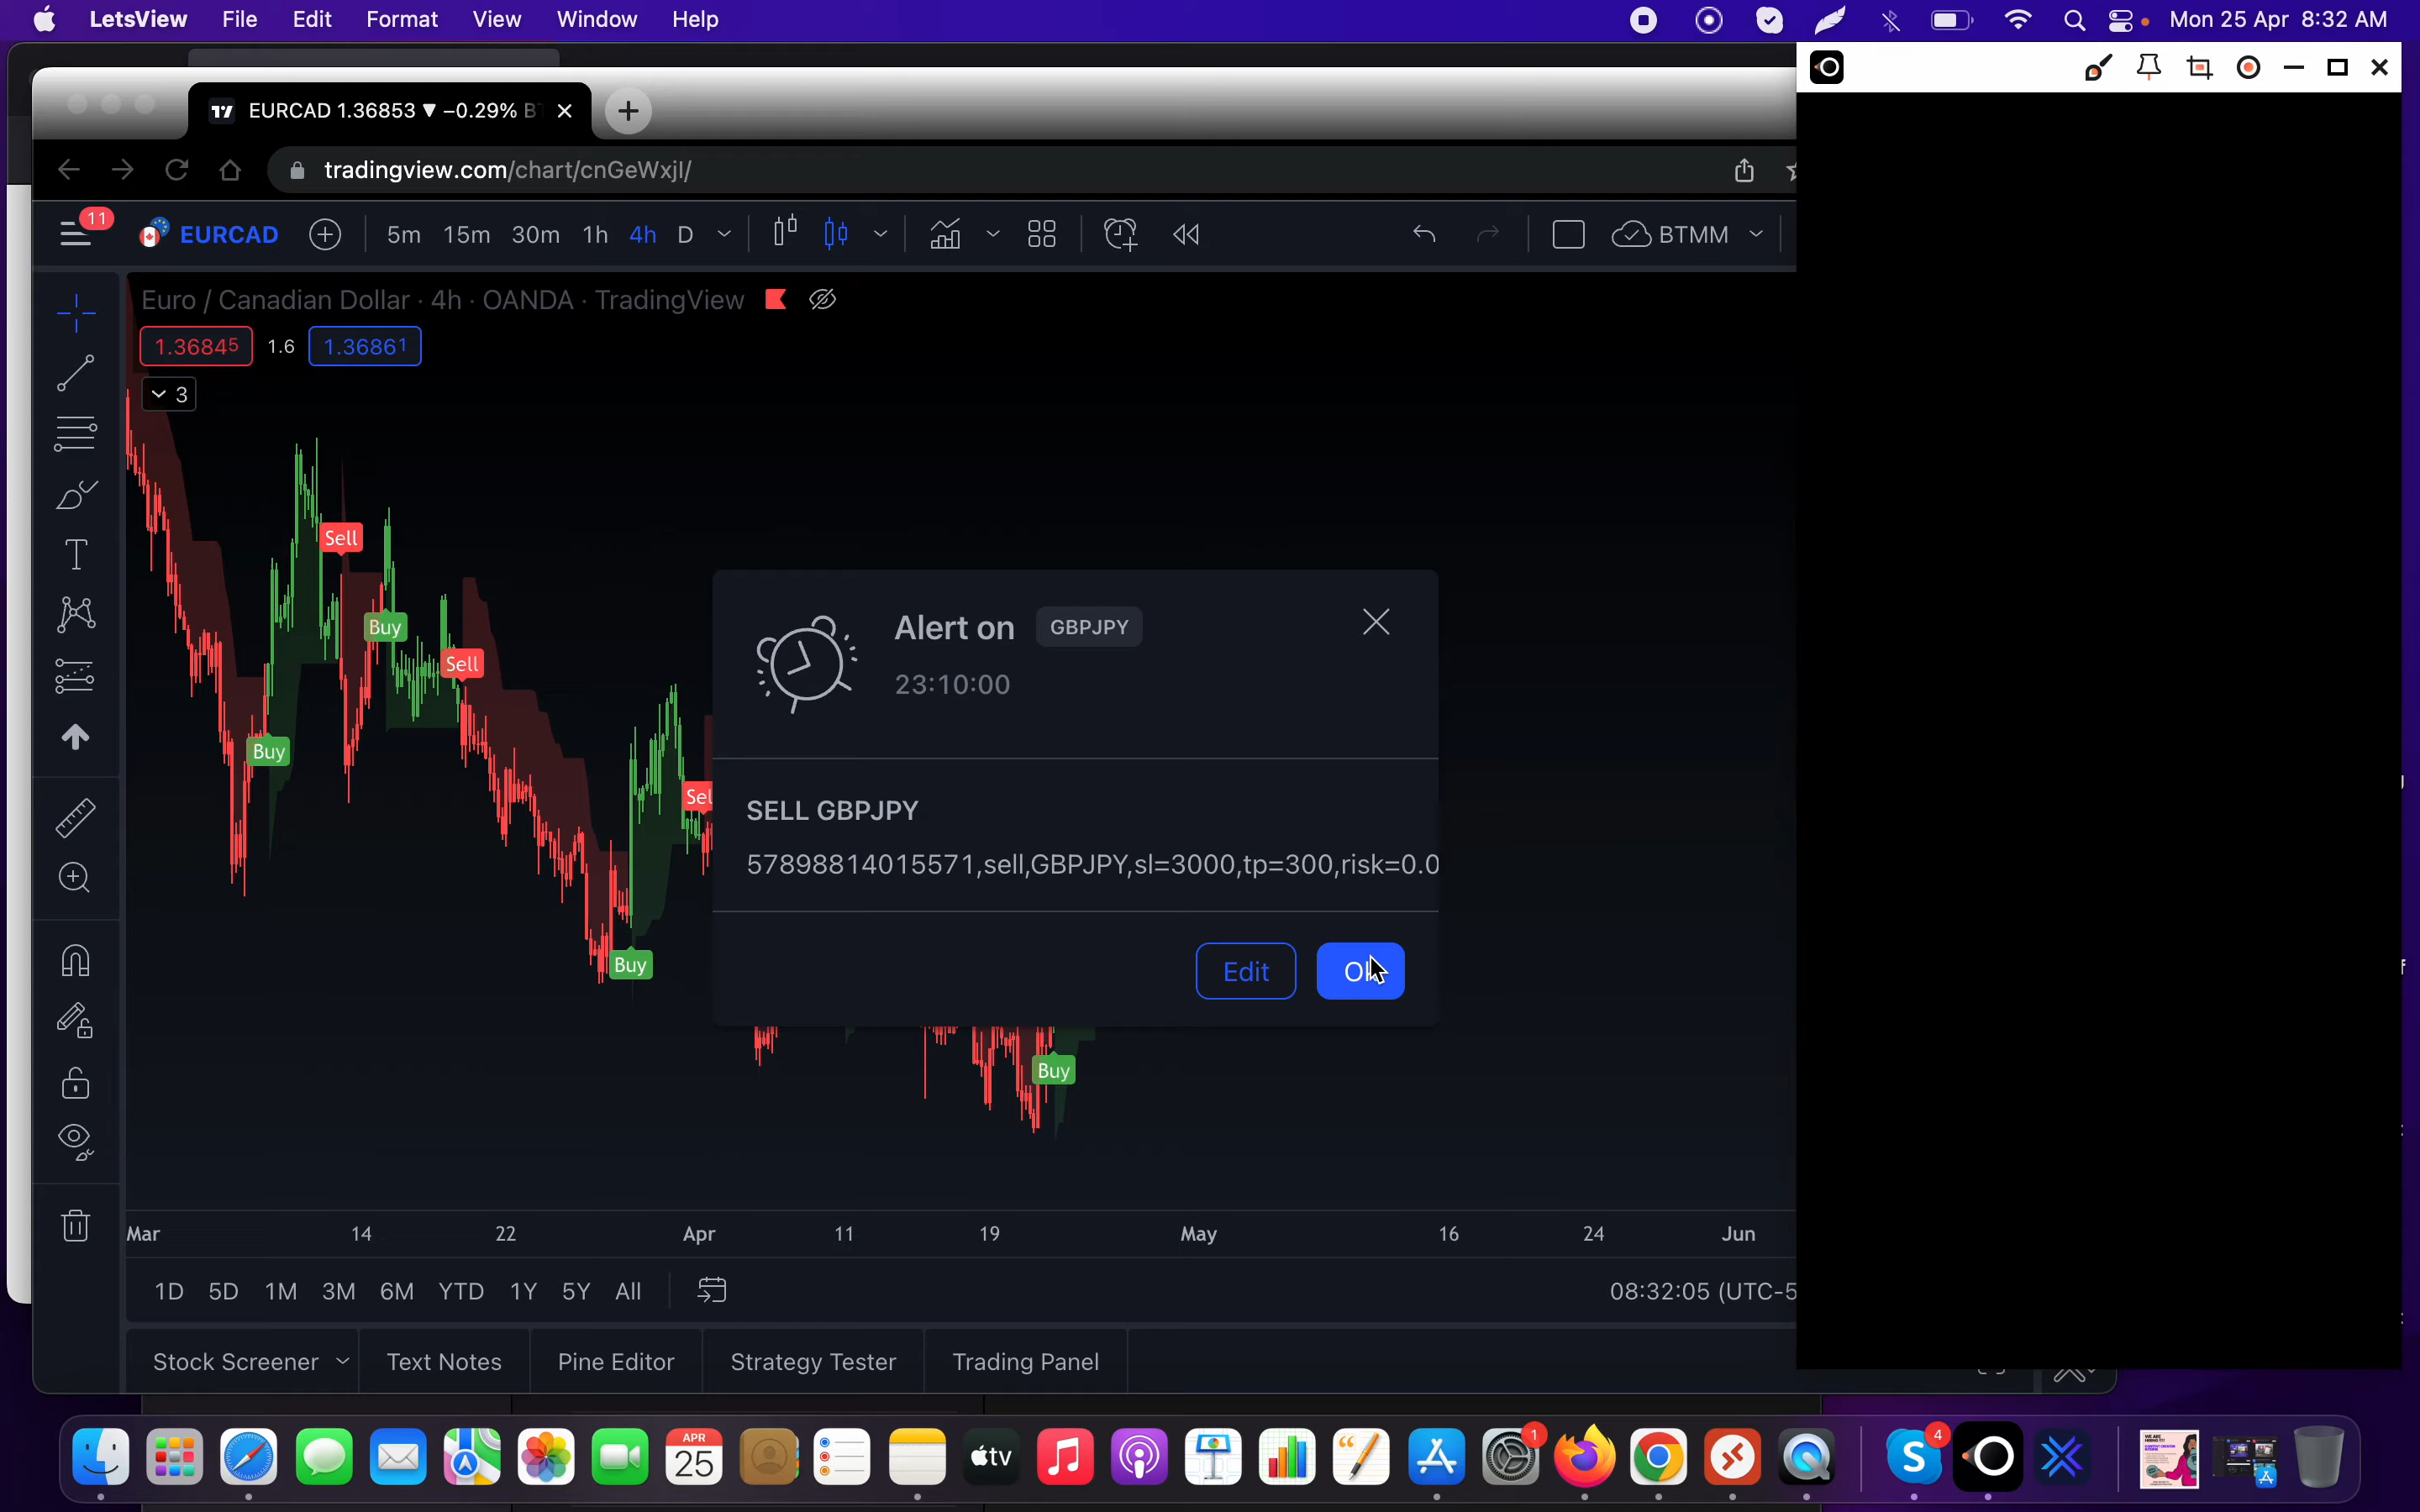 LetsView File Edit Format View Window Help Mon 25 Apr 8:32 AM
EURCAD 1.36853 ▼ −0.29%
tradingview.com/chart/cnGeWxjI/
11 EURCAD 5m 15m 30m 1h 4h D BTMM
Euro / Canadian Dollar · 4h · OANDA · TradingView
1.36845 1.6 1.36861
3
Sell
Buy
Sell
Buy
Sel
Buy
Buy
Alert on GBPJPY
23:10:00
SELL GBPJPY
57898814015571,sell,GBPJPY,sl=3000,tp=300,risk=0.0
Edit
Mar 14 22 Apr 11 19 May 16 24 Jun
1D 5D 1M 3M 6M YTD 1Y 5Y All 08:32:05 (UTC-5
Stock Screener Text Notes Pine Editor Strategy Tester Trading Panel
APR
25
tv
1
4